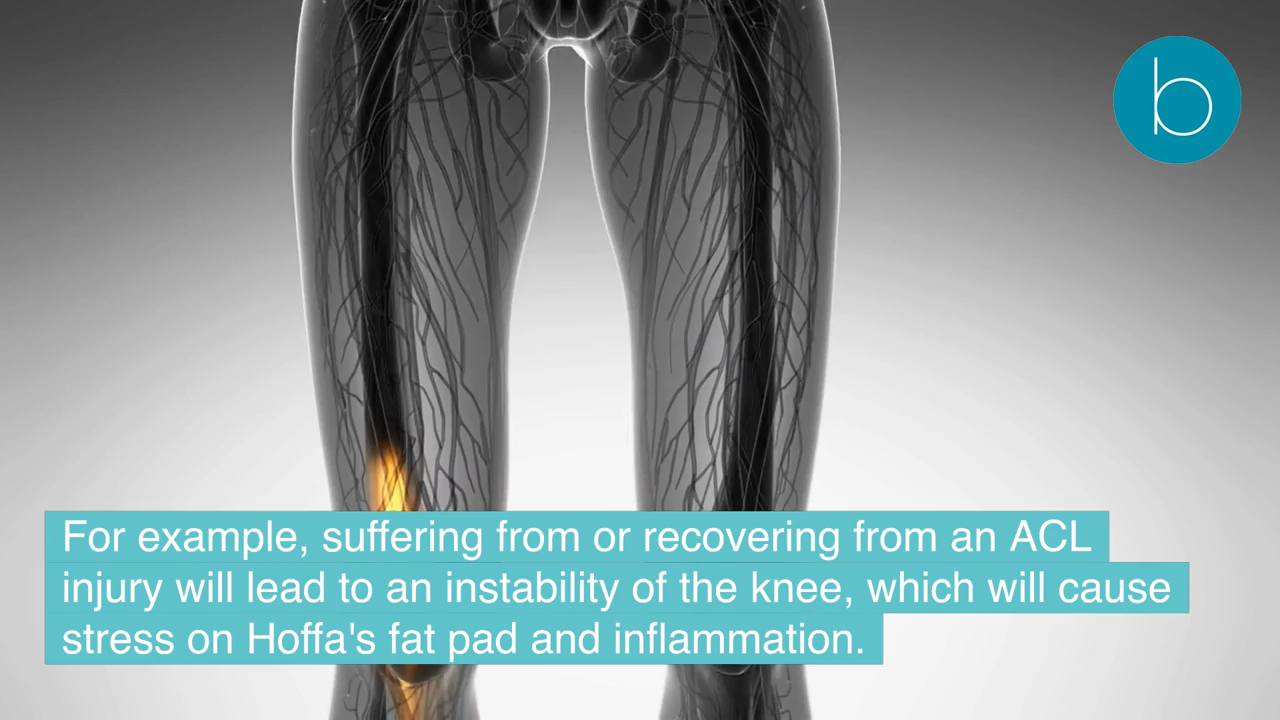 b
For example, suffering from or recovering from an ACL
injury will lead to an instability of the knee, which will cause
stress on Hoffa's fat pad and inflammation.